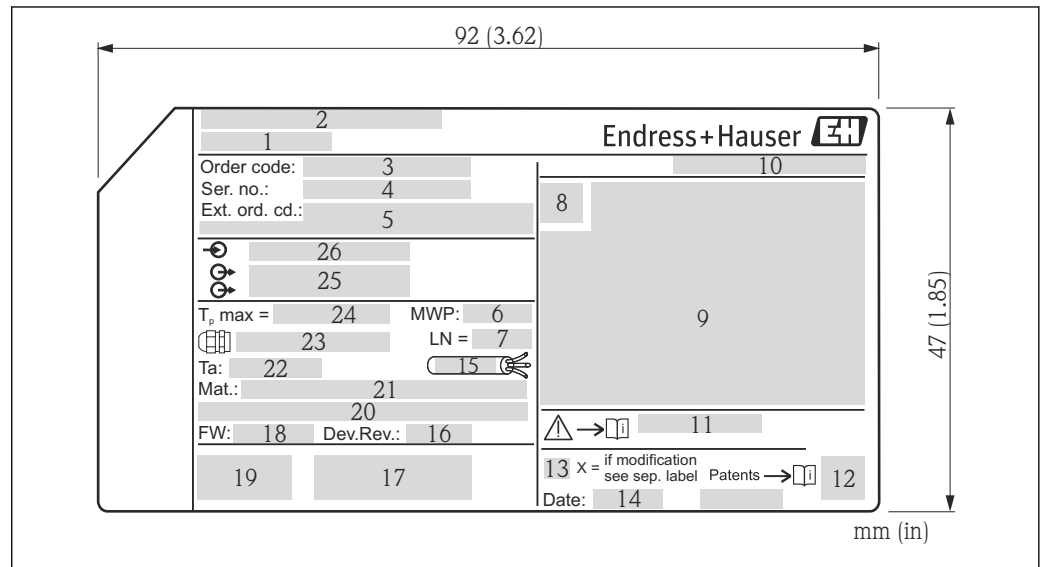 92 (3.62)
2
1
Endress+Hauser EH
10
Order code: 3
Ser. no.: 4
Ext. ord. cd.: 5
8
9
26
25
Tp max = 24 MWP: 6
23 LN = 7
Ta: 22 15
Mat.: 21
20
FW: 18 Dev.Rev.: 16
19 17
i 11
13 X = if modification
see sep. label Patents i 12
Date: 14
47 (1.85)
mm (in)